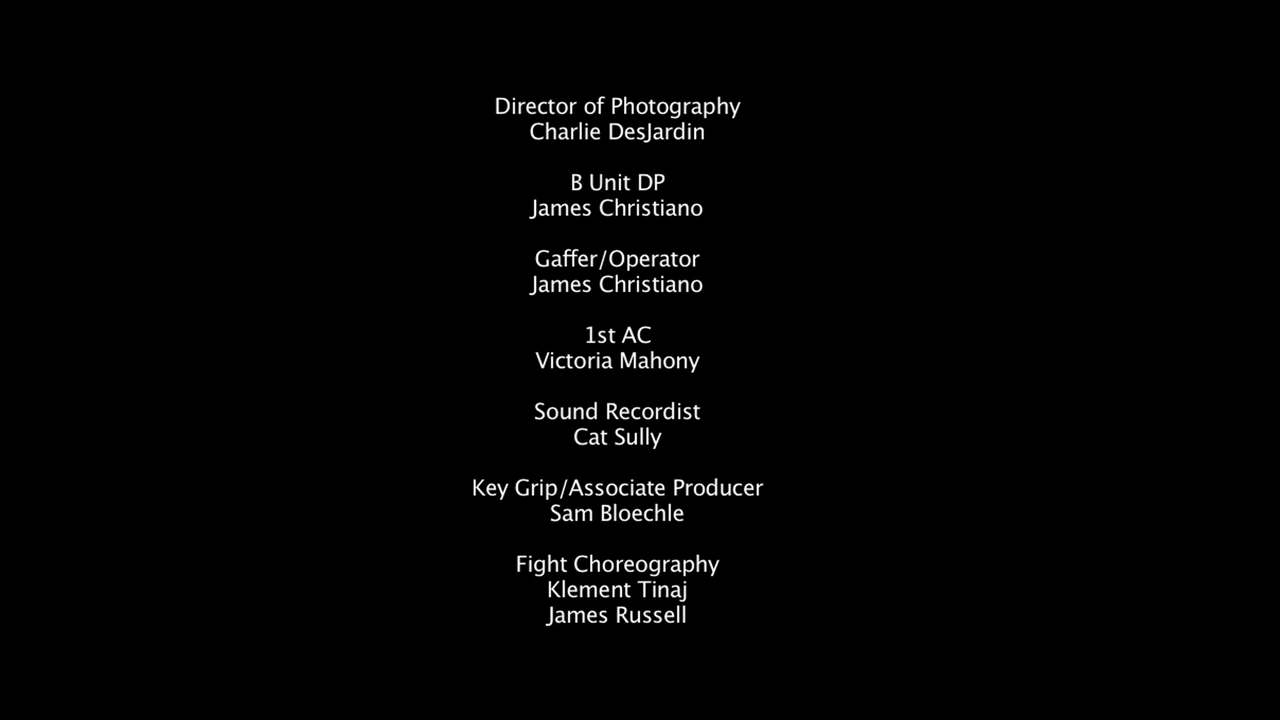 Director of Photography
Charlie DesJardin
B Unit DP
James Christiano
Gaffer/Operator
James Christiano
1st AC
Victoria Mahony
Sound Recordist
Cat Sully
Key Grip/Associate Producer
Sam Bloechle
Fight Choreography
Klement Tinaj
James Russell